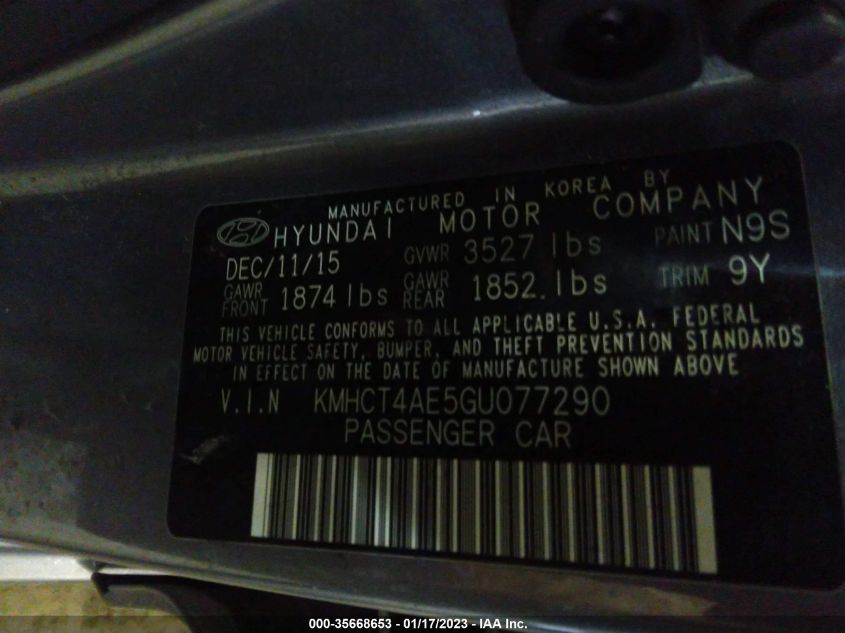 MANUFACTURED IN KOREA BY
HYUNDAI MOTOR COMPANY
DEC/11/15 GVWR 3527 lbs PAINT N9S
GAWR FRONT 1874 lbs GAWR REAR 1852. lbs TRIM 9Y
THIS VEHICLE CONFORMS TO ALL APPLICABLE U.S.A. FEDERAL
MOTOR VEHICLE SAFETY, BUMPER, AND THEFT PREVENTION STANDARDS
IN EFFECT ON THE DATE OF MANUFACTURE SHOWN ABOVE
V.I.N KMHCT4AE5GU077290
PASSENGER CAR
000-35668653 - 01/17/2023 - IAA Inc.